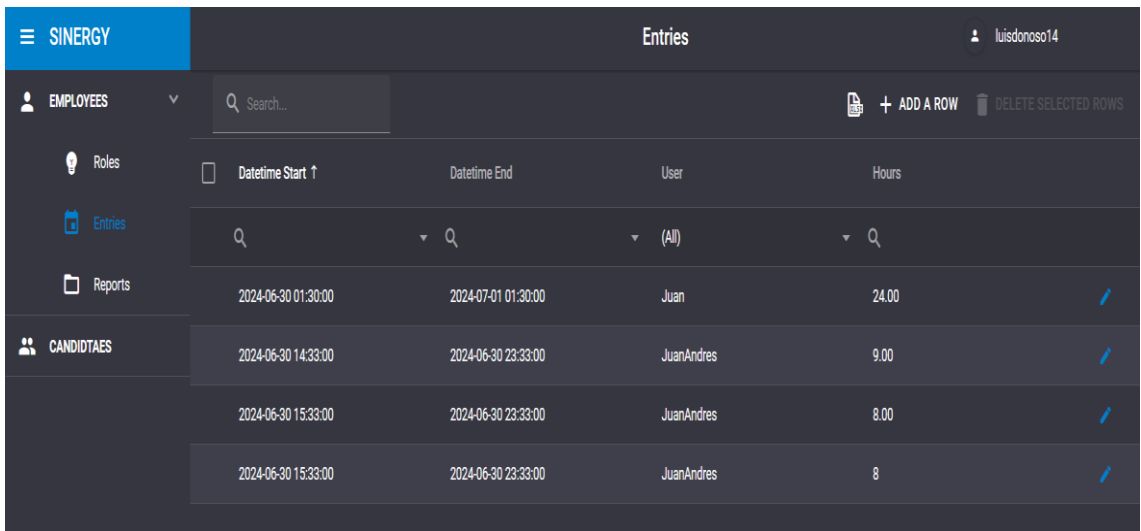 SINERGY
Entries
luisdonoso14
EMPLOYEES
Search...
ADD A ROW
DELETE SELECTED ROWS
Roles
Datetime Start ↑
Datetime End
User
Hours
Entries
(All)
Reports
2024-06-30 01:30:00 2024-07-01 01:30:00 Juan 24.00
CANDIDTAES
2024-06-30 14:33:00 2024-06-30 23:33:00 JuanAndres 9.00
2024-06-30 15:33:00 2024-06-30 23:33:00 JuanAndres 8.00
2024-06-30 15:33:00 2024-06-30 23:33:00 JuanAndres 8